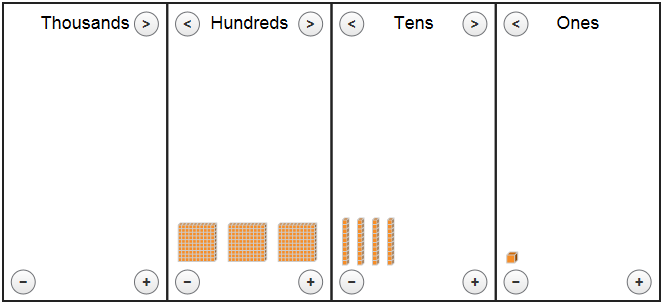 Thousands > < Hundreds > < Tens > < Ones
− + − + − + − +